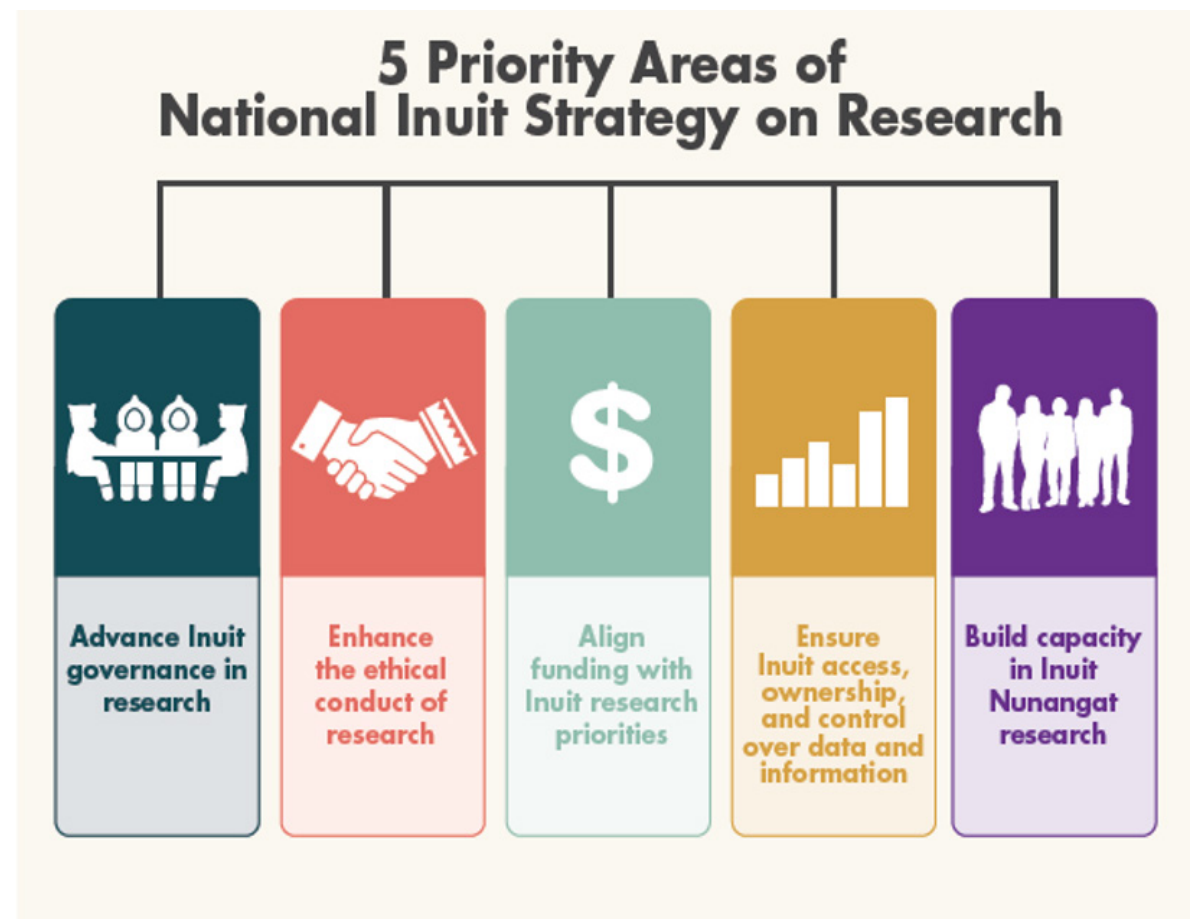 5 Priority Areas of
National Inuit Strategy on Research
Advance Inuit
governance in
research
Enhance
the ethical
conduct of
research
$
Align
funding with
Inuit research
priorities
Ensure
Inuit access,
ownership,
and control
over data and
information
Build capacity
in Inuit
Nunangat
research